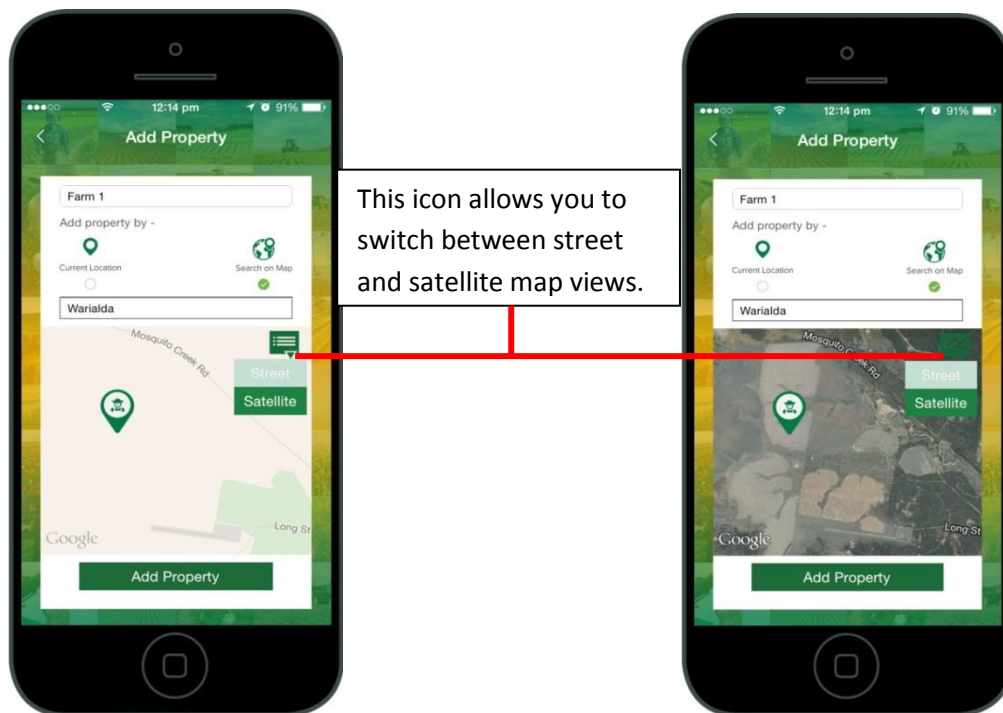 12:14 pm
91%
Add Property
Farm 1
Add property by -
Current Location
Search on Map
Warialda
Mosquito Creek Rd
Street
Satellite
Long St
Google
Add Property
This icon allows you to
switch between street
and satellite map views.
12:14 pm
91%
Add Property
Farm 1
Add property by -
Current Location
Search on Map
Warialda
Mosquito Creek Rd
Street
Satellite
Long St
Google
Add Property